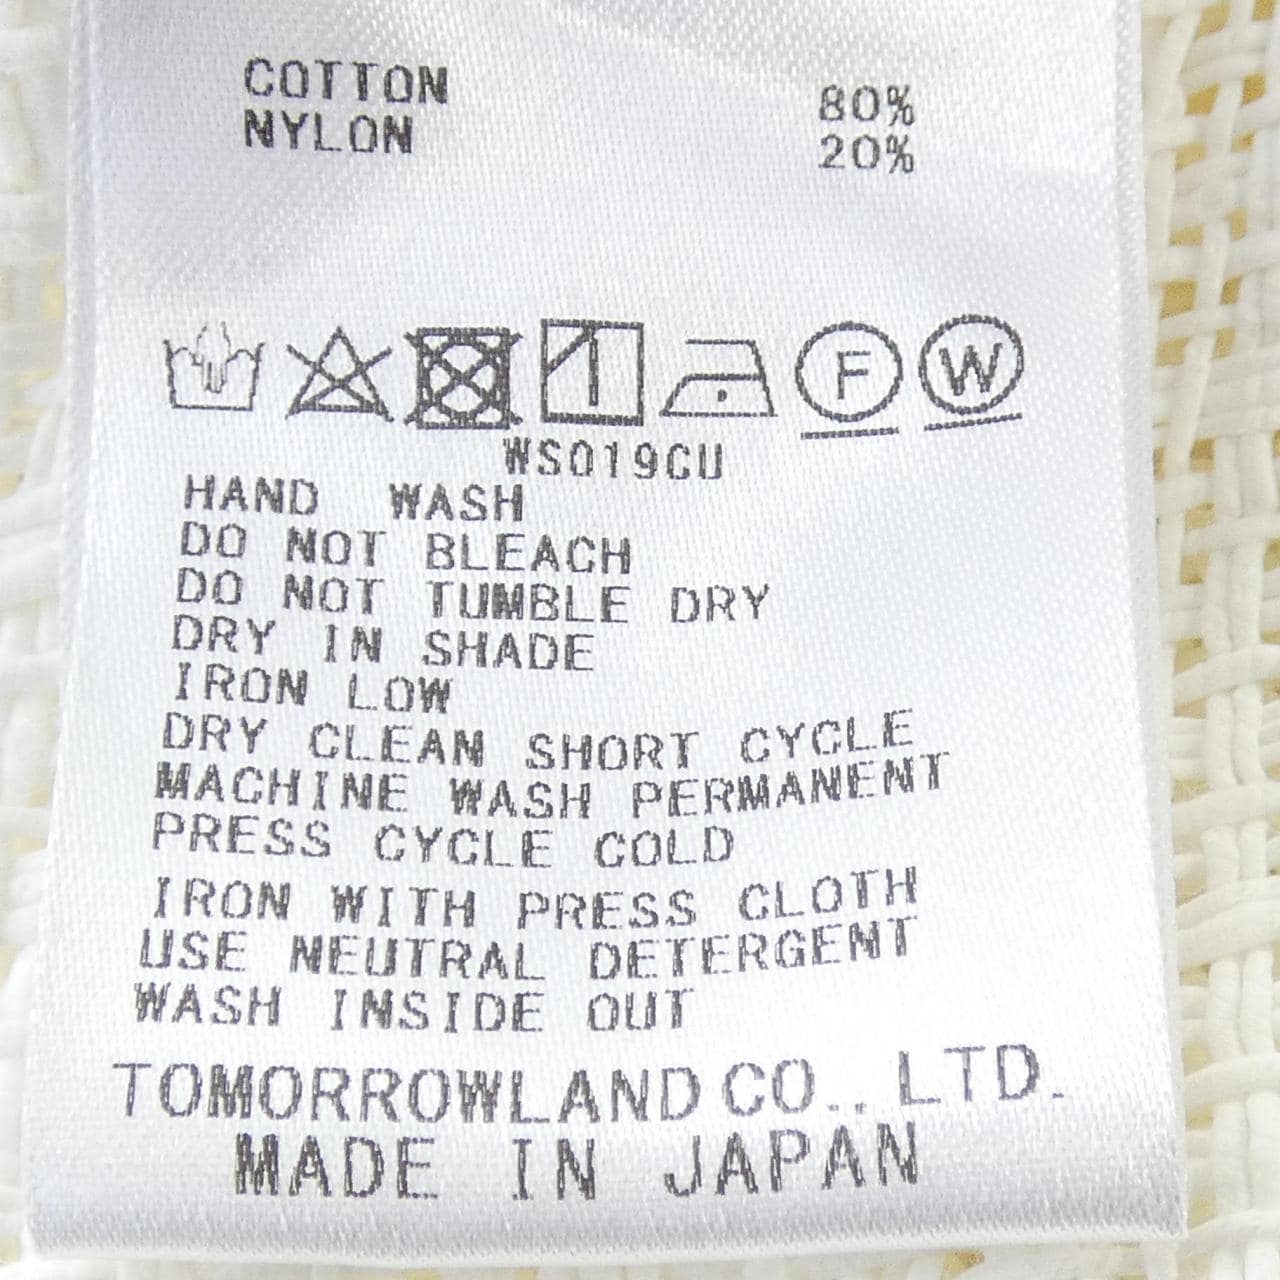 COTTON 80%
NYLON 20%
F W
WS019CU
HAND WASH
DO NOT BLEACH
DO NOT TUMBLE DRY
DRY IN SHADE
IRON LOW
DRY CLEAN SHORT CYCLE
MACHINE WASH PERMANENT
PRESS CYCLE COLD
IRON WITH PRESS CLOTH
USE NEUTRAL DETERGENT
WASH INSIDE OUT
TOMORROWLAND CO., LTD.
MADE IN JAPAN